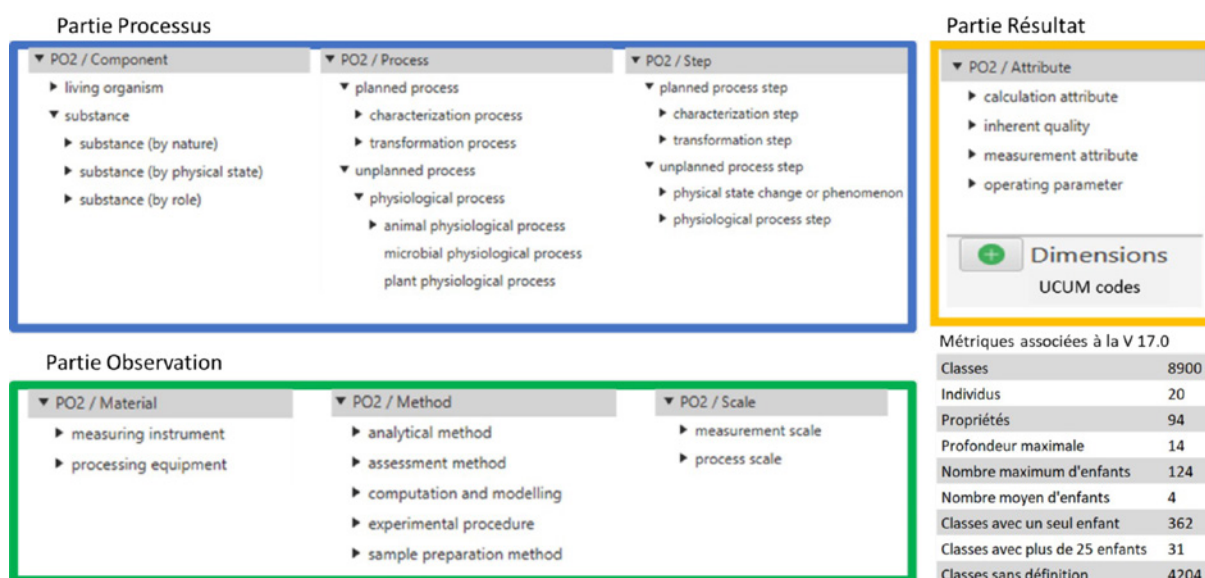 Partie Processus
PO2 / Component
living organism
substance
substance (by nature)
substance (by physical state)
substance (by role)
PO2 / Process
planned process
characterization process
transformation process
unplanned process
physiological process
animal physiological process
microbial physiological process
plant physiological process
PO2 / Step
planned process step
characterization step
transformation step
unplanned process step
physical state change or phenomenon
physiological process step
Partie Résultat
PO2 / Attribute
calculation attribute
inherent quality
measurement attribute
operating parameter
Dimensions
UCUM codes
Partie Observation
PO2 / Material
measuring instrument
processing equipment
PO2 / Method
analytical method
assessment method
computation and modelling
experimental procedure
sample preparation method
PO2 / Scale
measurement scale
process scale
Métriques associées à la V 17.0
Classes 8900
Individus 20
Propriétés 94
Profondeur maximale 14
Nombre maximum d'enfants 124
Nombre moyen d'enfants 4
Classes avec un seul enfant 362
Classes avec plus de 25 enfants 31
Classes sans définition 4204